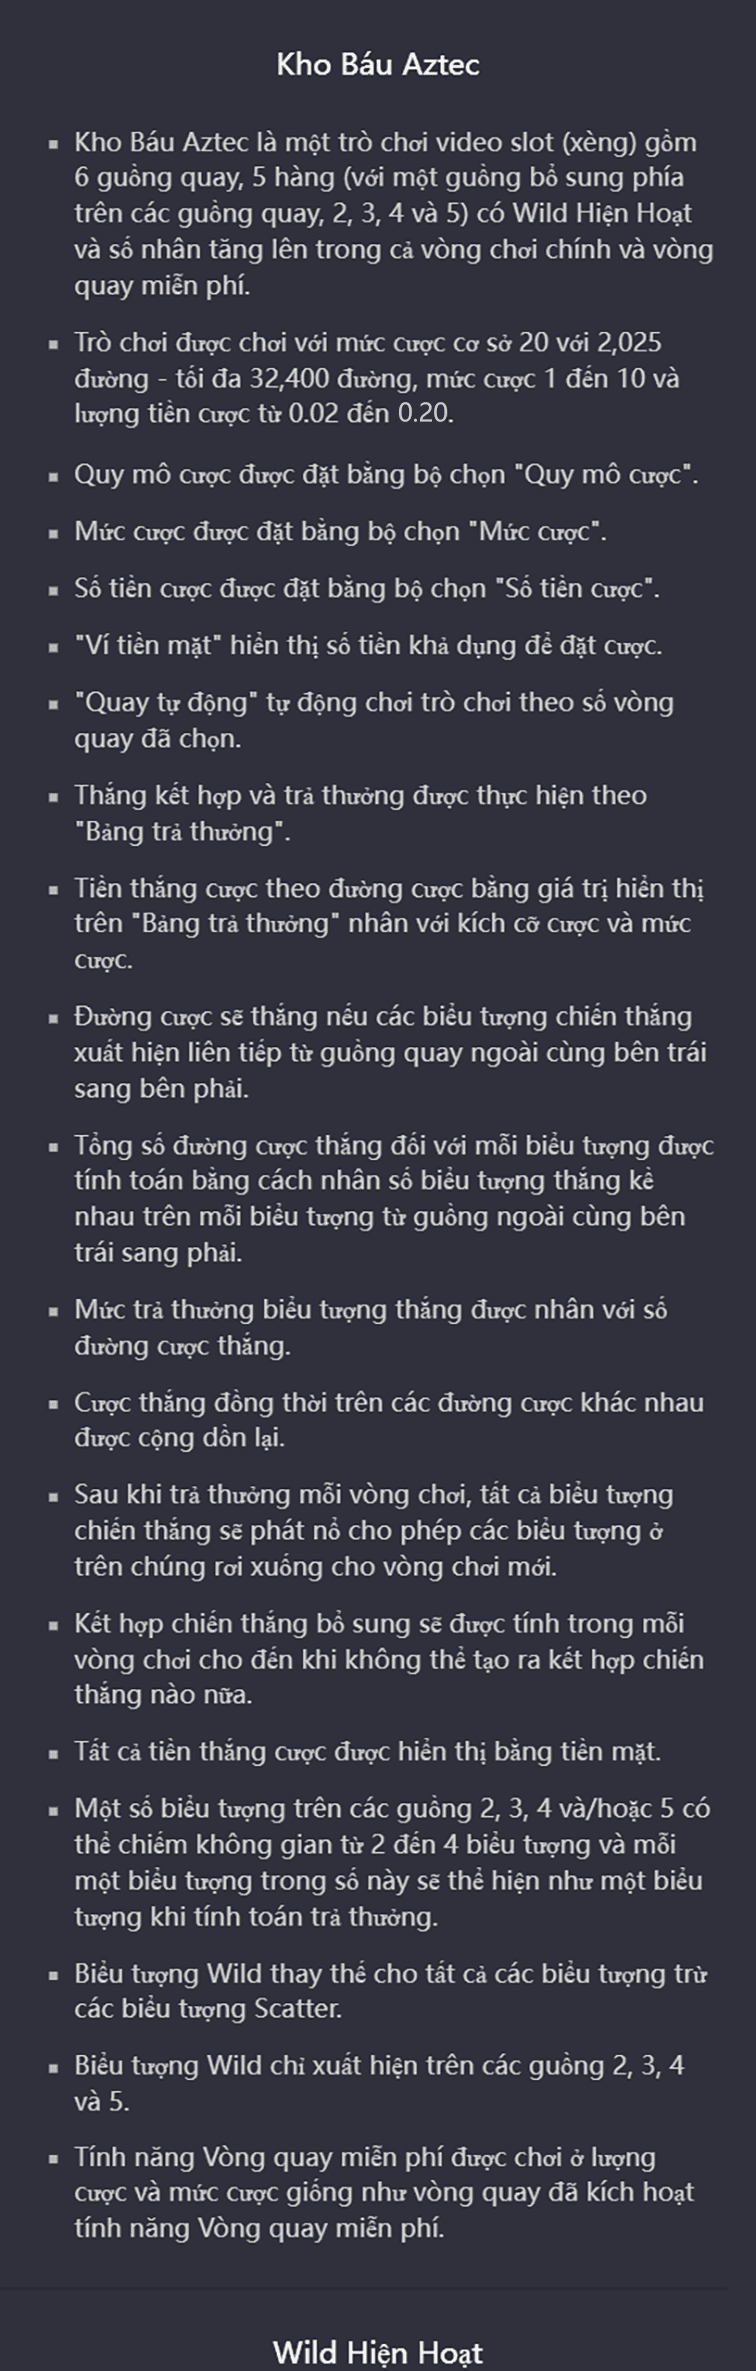 Kho Báu Aztec
▪ Kho Báu Aztec là một trò chơi video slot (xèng) gồm
6 guồng quay, 5 hàng (với một guồng bổ sung phía
trên các guồng quay, 2, 3, 4 và 5) có Wild Hiện Hoạt
và số nhân tăng lên trong cả vòng chơi chính và vòng
quay miễn phí.
▪ Trò chơi được chơi với mức cược cơ sở 20 với 2,025
đường - tối đa 32,400 đường, mức cược 1 đến 10 và
lượng tiền cược từ 0.02 đến 0.20.
▪ Quy mô cược được đặt bằng bộ chọn "Quy mô cược".
▪ Mức cược được đặt bằng bộ chọn "Mức cược".
▪ Số tiền cược được đặt bằng bộ chọn "Số tiền cược".
▪ "Ví tiền mặt" hiển thị số tiền khả dụng để đặt cược.
▪ "Quay tự động" tự động chơi trò chơi theo số vòng
quay đã chọn.
▪ Thắng kết hợp và trả thưởng được thực hiện theo
"Bảng trả thưởng".
▪ Tiền thắng cược theo đường cược bằng giá trị hiển thị
trên "Bảng trả thưởng" nhân với kích cỡ cược và mức
cược.
▪ Đường cược sẽ thắng nếu các biểu tượng chiến thắng
xuất hiện liên tiếp từ guồng quay ngoài cùng bên trái
sang bên phải.
▪ Tổng số đường cược thắng đối với mỗi biểu tượng được
tính toán bằng cách nhân số biểu tượng thắng kề
nhau trên mỗi biểu tượng từ guồng ngoài cùng bên
trái sang phải.
▪ Mức trả thưởng biểu tượng thắng được nhân với số
đường cược thắng.
▪ Cược thắng đồng thời trên các đường cược khác nhau
được cộng dồn lại.
▪ Sau khi trả thưởng mỗi vòng chơi, tất cả biểu tượng
chiến thắng sẽ phát nổ cho phép các biểu tượng ở
trên chúng rơi xuống cho vòng chơi mới.
▪ Kết hợp chiến thắng bổ sung sẽ được tính trong mỗi
vòng chơi cho đến khi không thể tạo ra kết hợp chiến
thắng nào nữa.
▪ Tất cả tiền thắng cược được hiển thị bằng tiền mặt.
▪ Một số biểu tượng trên các guồng 2, 3, 4 và/hoặc 5 có
thể chiếm không gian từ 2 đến 4 biểu tượng và mỗi
một biểu tượng trong số này sẽ thể hiện như một biểu
tượng khi tính toán trả thưởng.
▪ Biểu tượng Wild thay thế cho tất cả các biểu tượng trừ
các biểu tượng Scatter.
▪ Biểu tượng Wild chỉ xuất hiện trên các guồng 2, 3, 4
và 5.
▪ Tính năng Vòng quay miễn phí được chơi ở lượng
cược và mức cược giống như vòng quay đã kích hoạt
tính năng Vòng quay miễn phí.
Wild Hiện Hoạt